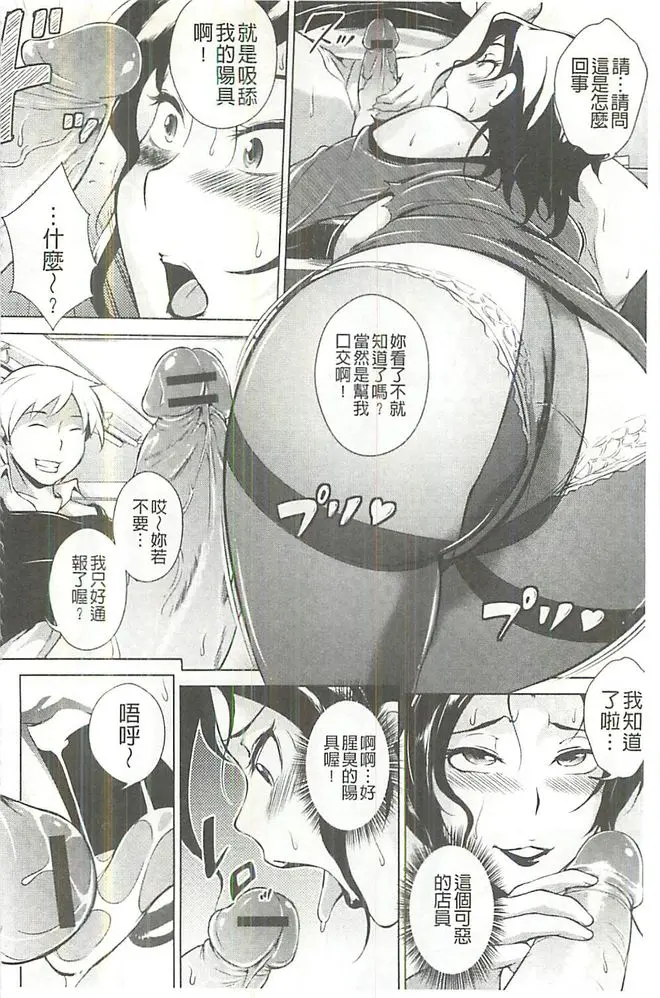 請…請問
這是怎麼
回事
就是吸舔
我的陽具
啊！
…什麼～？
妳看了不就
知道了嗎？
當然是幫我
口交啊！
哎～妳若
不要…
我只好通
報了喔？
プリッ♡
プリッ♡
我知道
了啦…
這個可惡
的店員
啊啊…好
腥臭的陽
具喔！
唔呼～